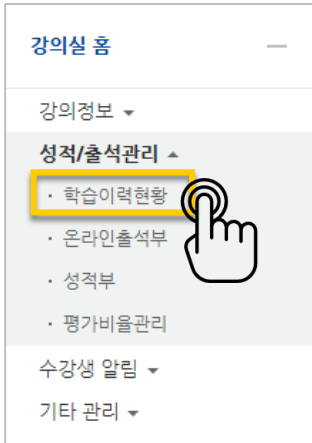 강의실 홈
강의정보
성적/출석관리
· 학습이력현황
· 온라인출석부
· 성적부
· 평가비율관리
수강생 알림
기타 관리